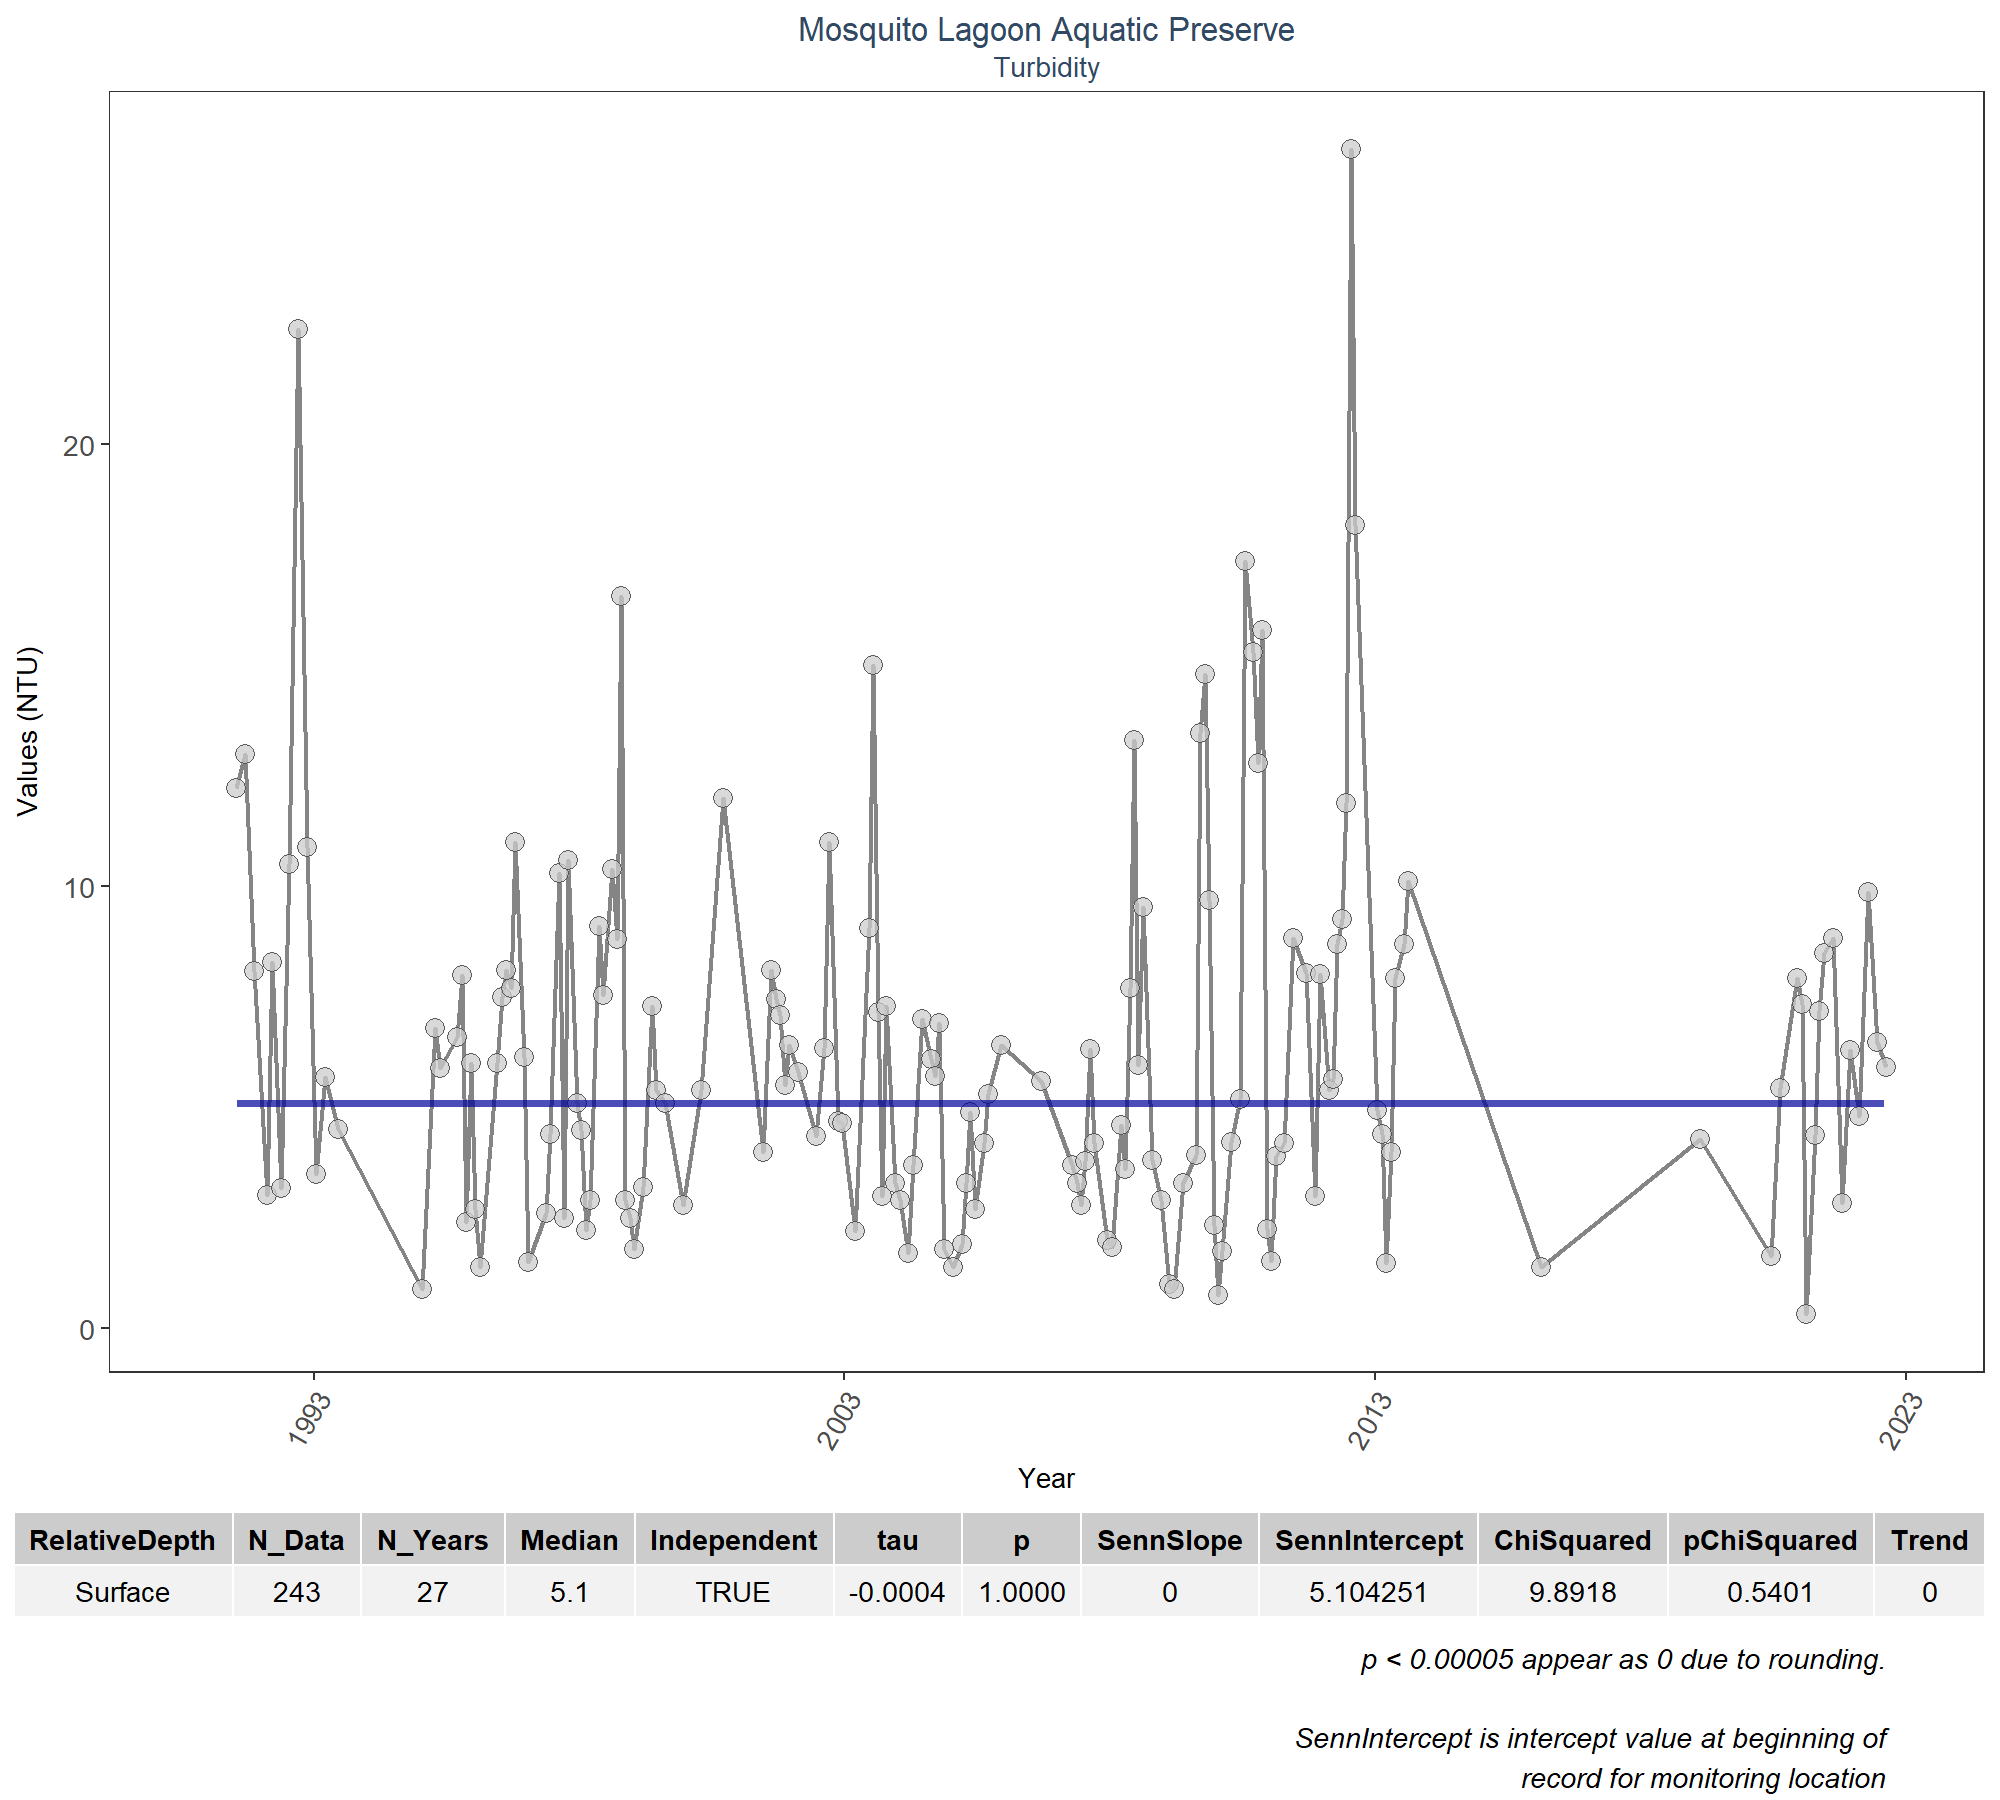 Mosquito Lagoon Aquatic Preserve
Turbidity
Values (NTU)
20
10
0
1993
2003
2013
2023
Year
RelativeDepth N_Data N_Years Median Independent tau p SennSlope SennIntercept ChiSquared pChiSquared Trend
Surface 243 27 5.1 TRUE -0.0004 1.0000 0 5.104251 9.8918 0.5401 0
p < 0.00005 appear as 0 due to rounding.
SennIntercept is intercept value at beginning of
record for monitoring location